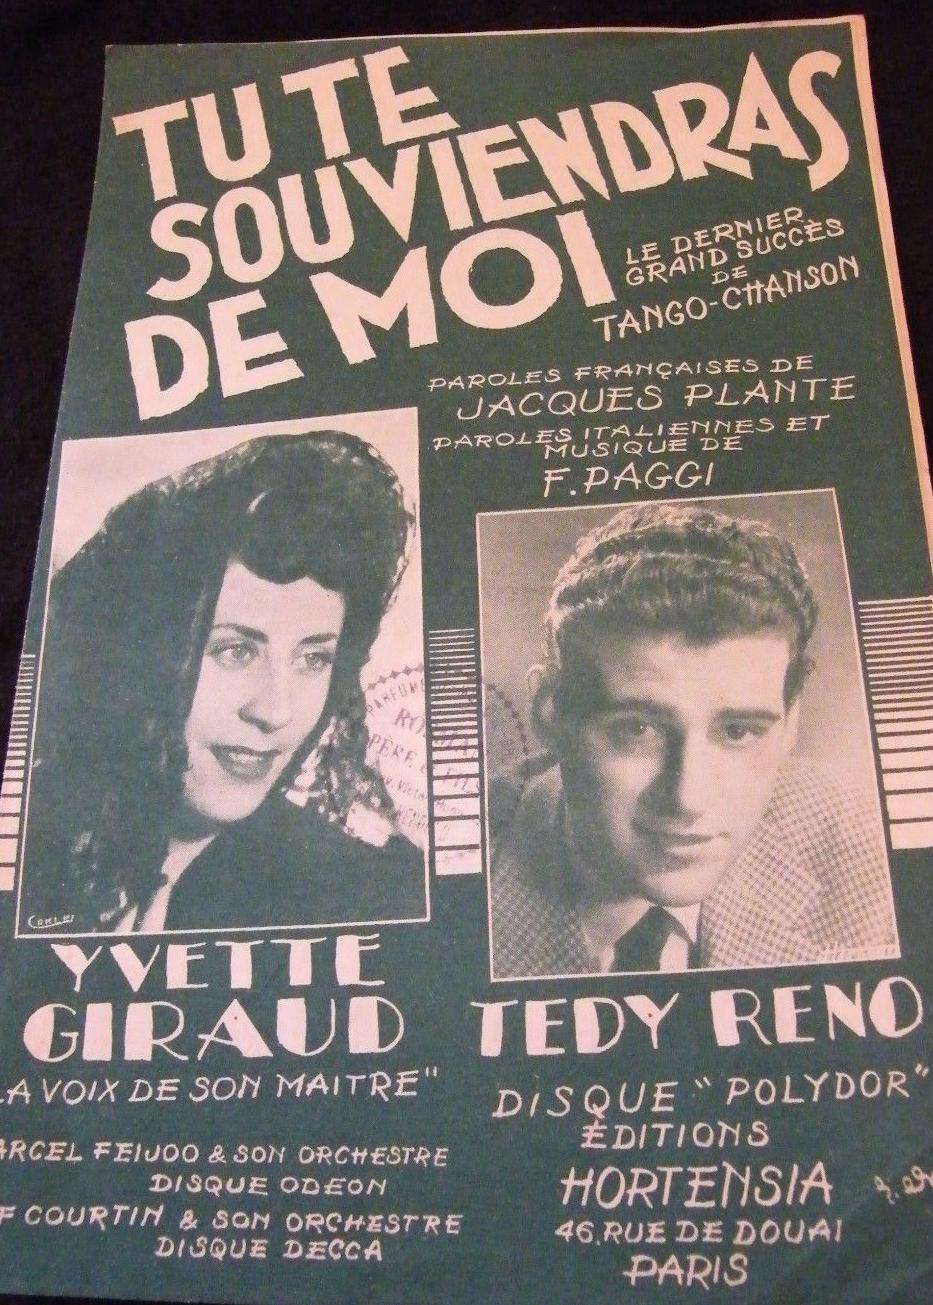 TU TE
SOUVIENDRAS
DE MOI
LE DERNIER
GRAND SUCCÈS
DE
TANGO-CHANSON
PAROLES FRANÇAISES DE
JACQUES PLANTE
PAROLES ITALIENNES ET
MUSIQUE DE
F. PAGGI
PÈRE
YVETTE
GIRAUD
LA VOIX DE SON MAITRE"
ARCEL FEIJOO & SON ORCHESTRE
DISQUE ODEON
F COURTIN & SON ORCHESTRE
DISQUE DECCA
TEDY RENO
DISQUE "POLYDOR"
ÉDITIONS
HORTENSIA
46, RUE DE DOUAI
PARIS